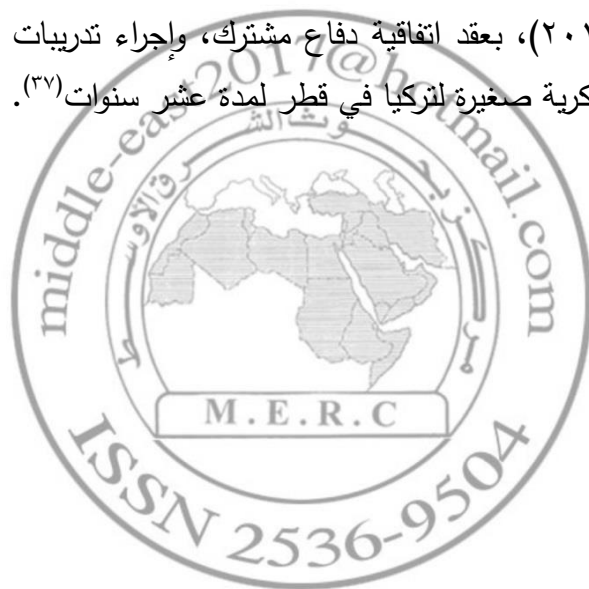 ٢٠١)، بعقد اتفاقية دفاع مشترك، وإجراء تدريبات
كرية صغيرة لتركيا في قطر لمدة عشر سنوات(٣٧).
middle-east2017@hotmail.com
مركز بحوث الشرق الأوسط
M.E.R.C
ISSN 2536-9504